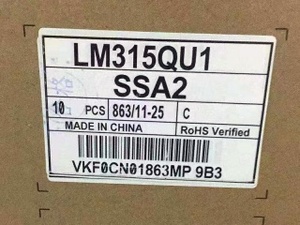 LM315QU1
SSA2
10 PCS 863/11-25 C
MADE IN CHINA RoHS Verified
VKF0CN01863MP 9B3